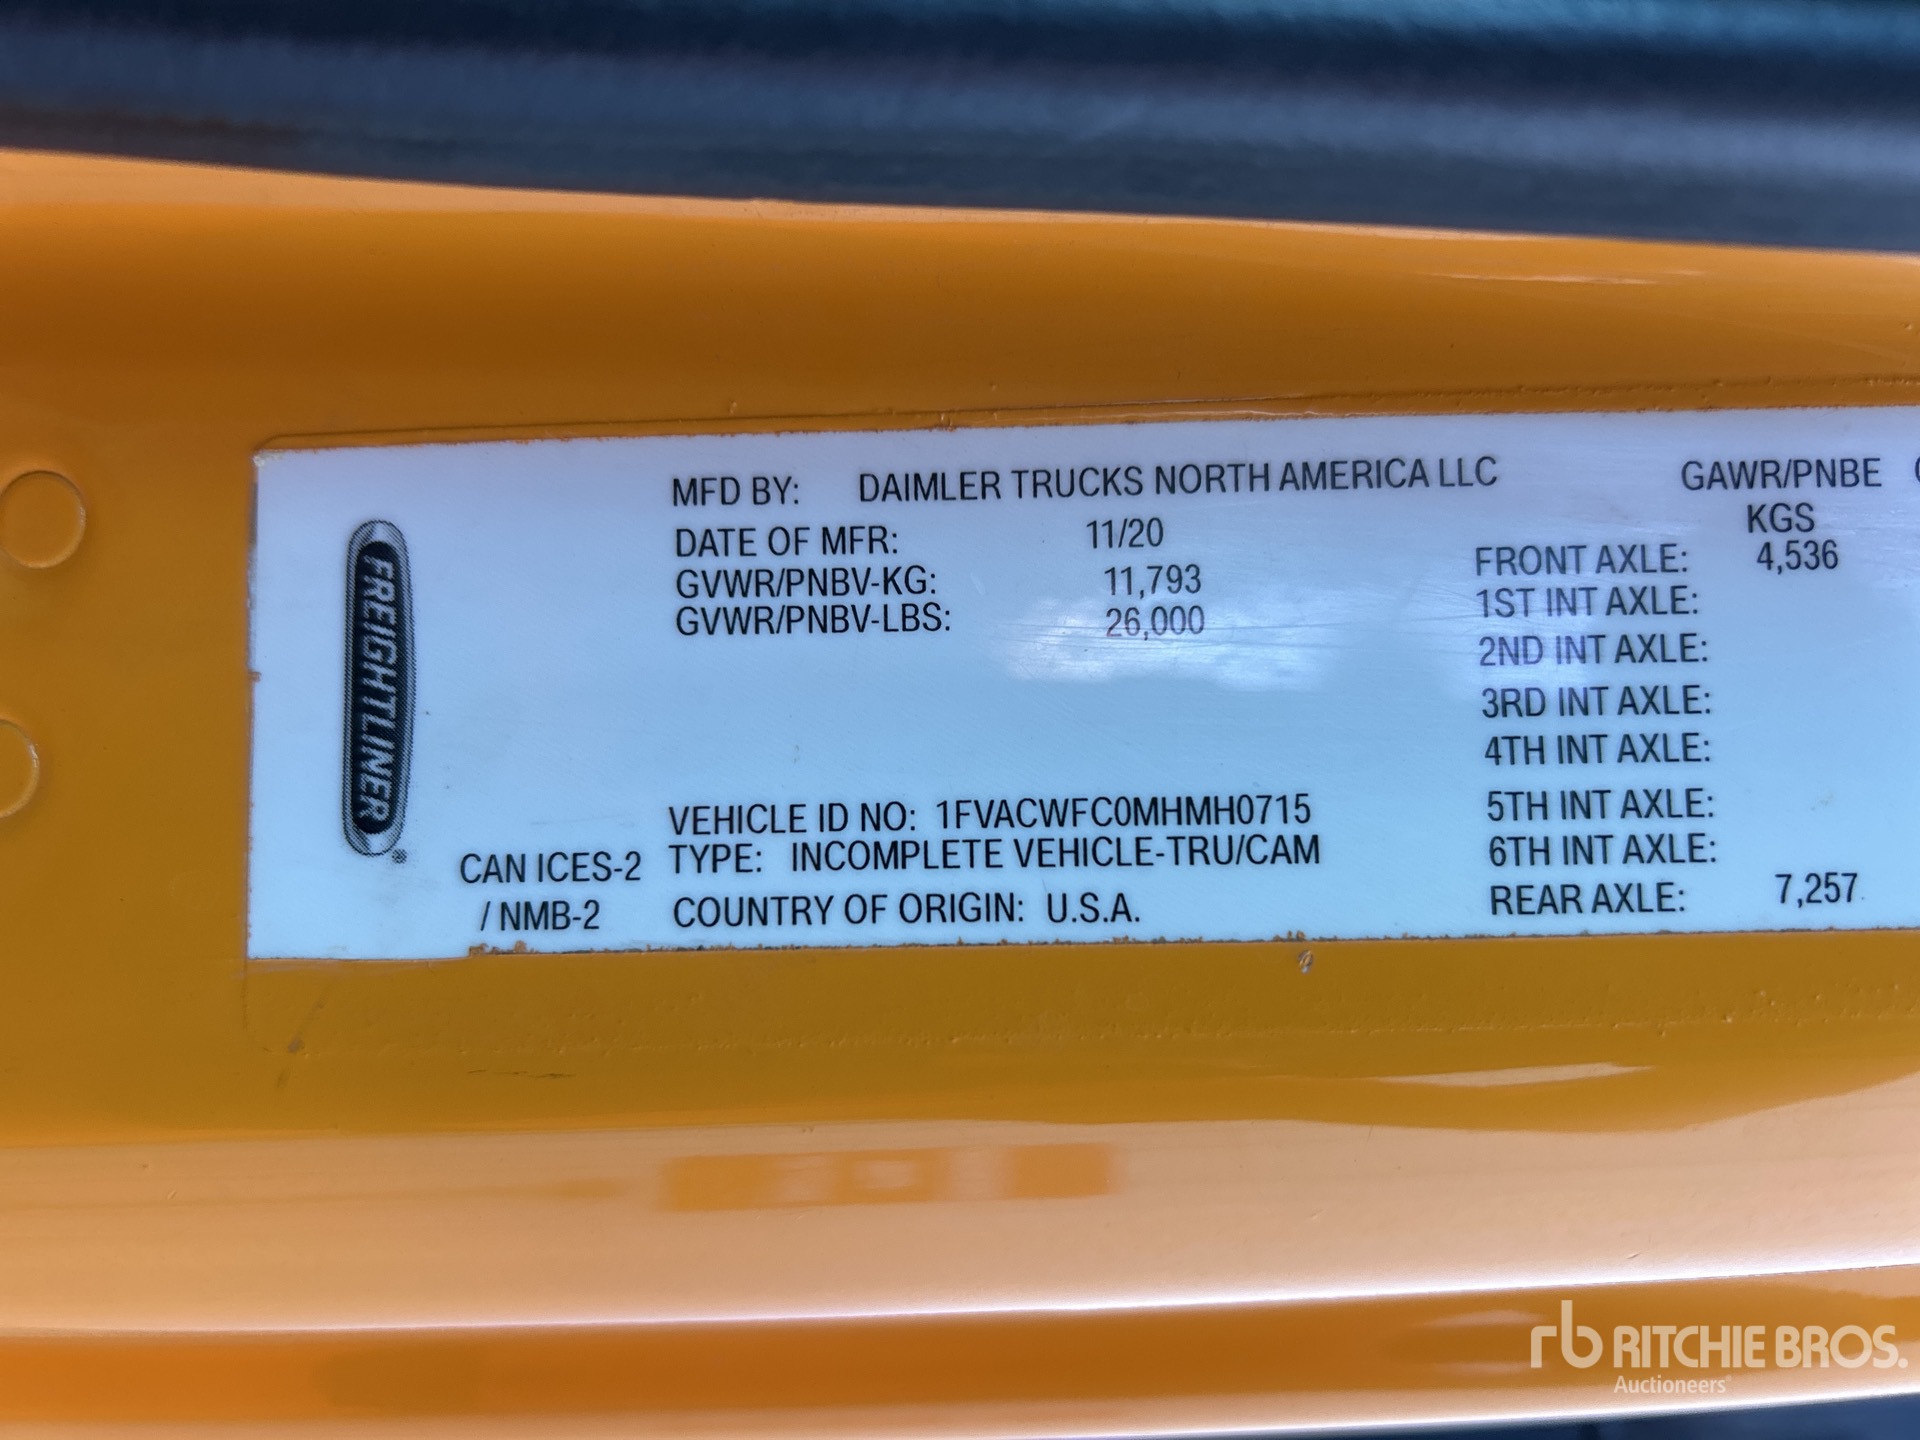 FREIGHTLINER®
MFD BY: DAIMLER TRUCKS NORTH AMERICA LLC
DATE OF MFR: 11/20
GVWR/PNBV-KG: 11,793
GVWR/PNBV-LBS: 26,000
VEHICLE ID NO: 1FVACWFC0MHMH0715
CAN ICES-2 TYPE: INCOMPLETE VEHICLE-TRU/CAM
/ NMB-2 COUNTRY OF ORIGIN: U.S.A.
GAWR/PNBE
KGS
FRONT AXLE: 4,536
1ST INT AXLE:
2ND INT AXLE:
3RD INT AXLE:
4TH INT AXLE:
5TH INT AXLE:
6TH INT AXLE:
REAR AXLE: 7,257
rb RITCHIE BROS.
Auctioneers